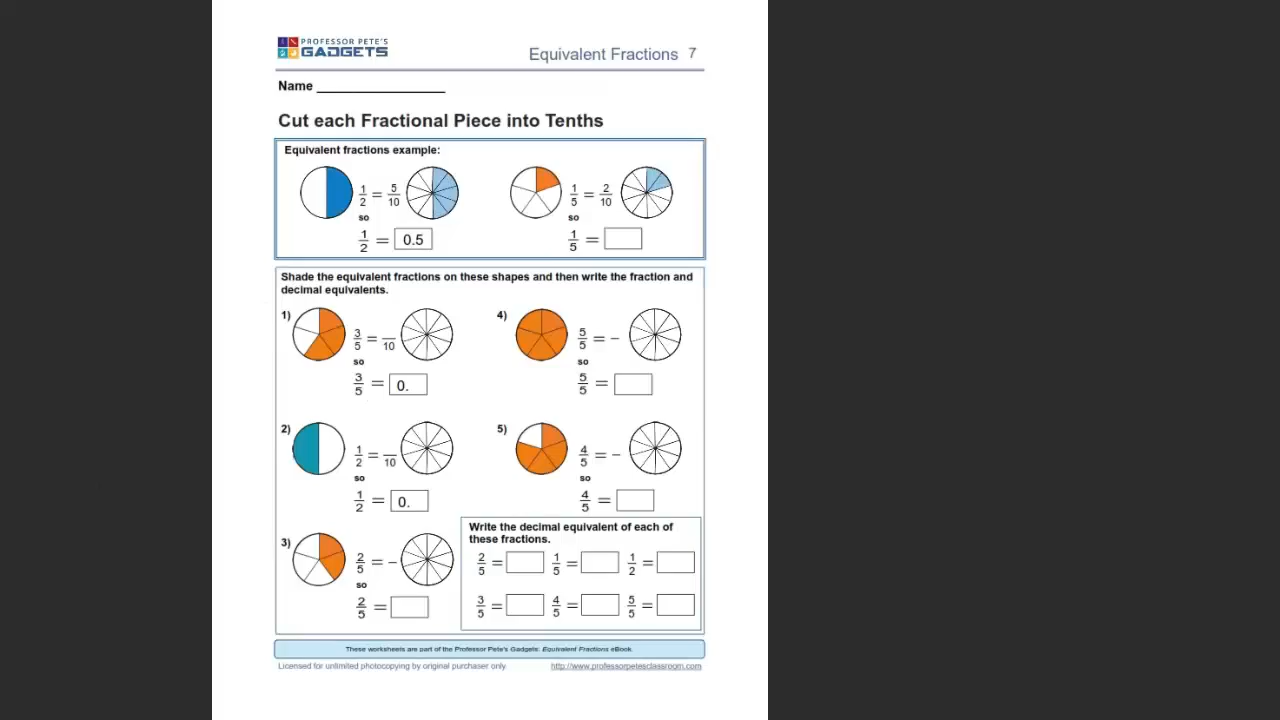 PROFESSOR PETE'S
GADGETS
Equivalent Fractions 7
Name
Cut each Fractional Piece into Tenths
Equivalent fractions example:
1/2 = 5/10
so
1/2 = 0.5
1/5 = 2/10
so
1/5 =
Shade the equivalent fractions on these shapes and then write the fraction and
decimal equivalents.
1)
3/5 = /10
so
3/5 = 0.
2)
1/2 = /10
so
1/2 = 0.
3)
2/5 = –
so
2/5 =
4)
5/5 = –
so
5/5 =
5)
4/5 = –
so
4/5 =
Write the decimal equivalent of each of
these fractions.
2/5 = 1/5 = 1/2 =
3/5 = 4/5 = 5/5 =
These worksheets are part of the Professor Pete's Gadgets: Equivalent Fractions eBook.
Licensed for unlimited photocopying by original purchaser only. http://www.professorpetesclassroom.com